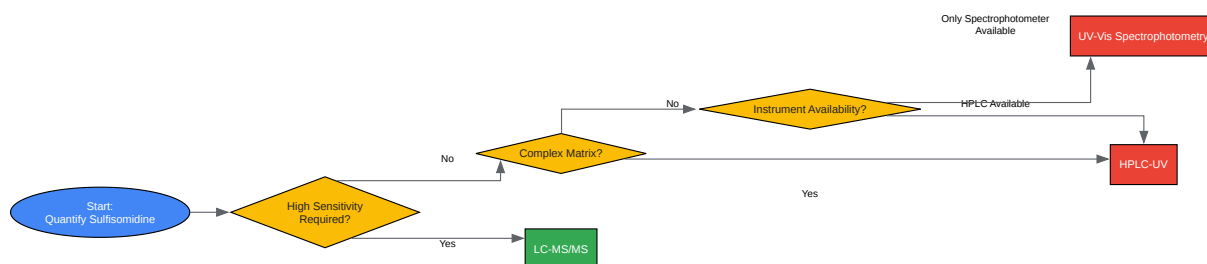 Only Spectrophotometer
Available
UV-Vis Spectrophotometry
No
Instrument Availability?
HPLC Available
No
Complex Matrix?
HPLC-UV
Yes
Start:
Quantify Sulfisomidine
High Sensitivity
Required?
Yes
LC-MS/MS